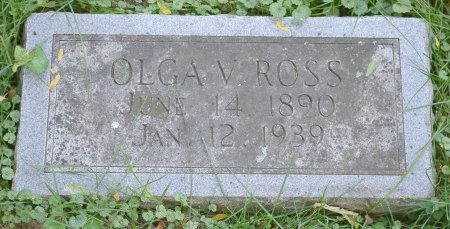 OLGA V. ROSS
JUNE 14, 1890
JAN. 12, 1939